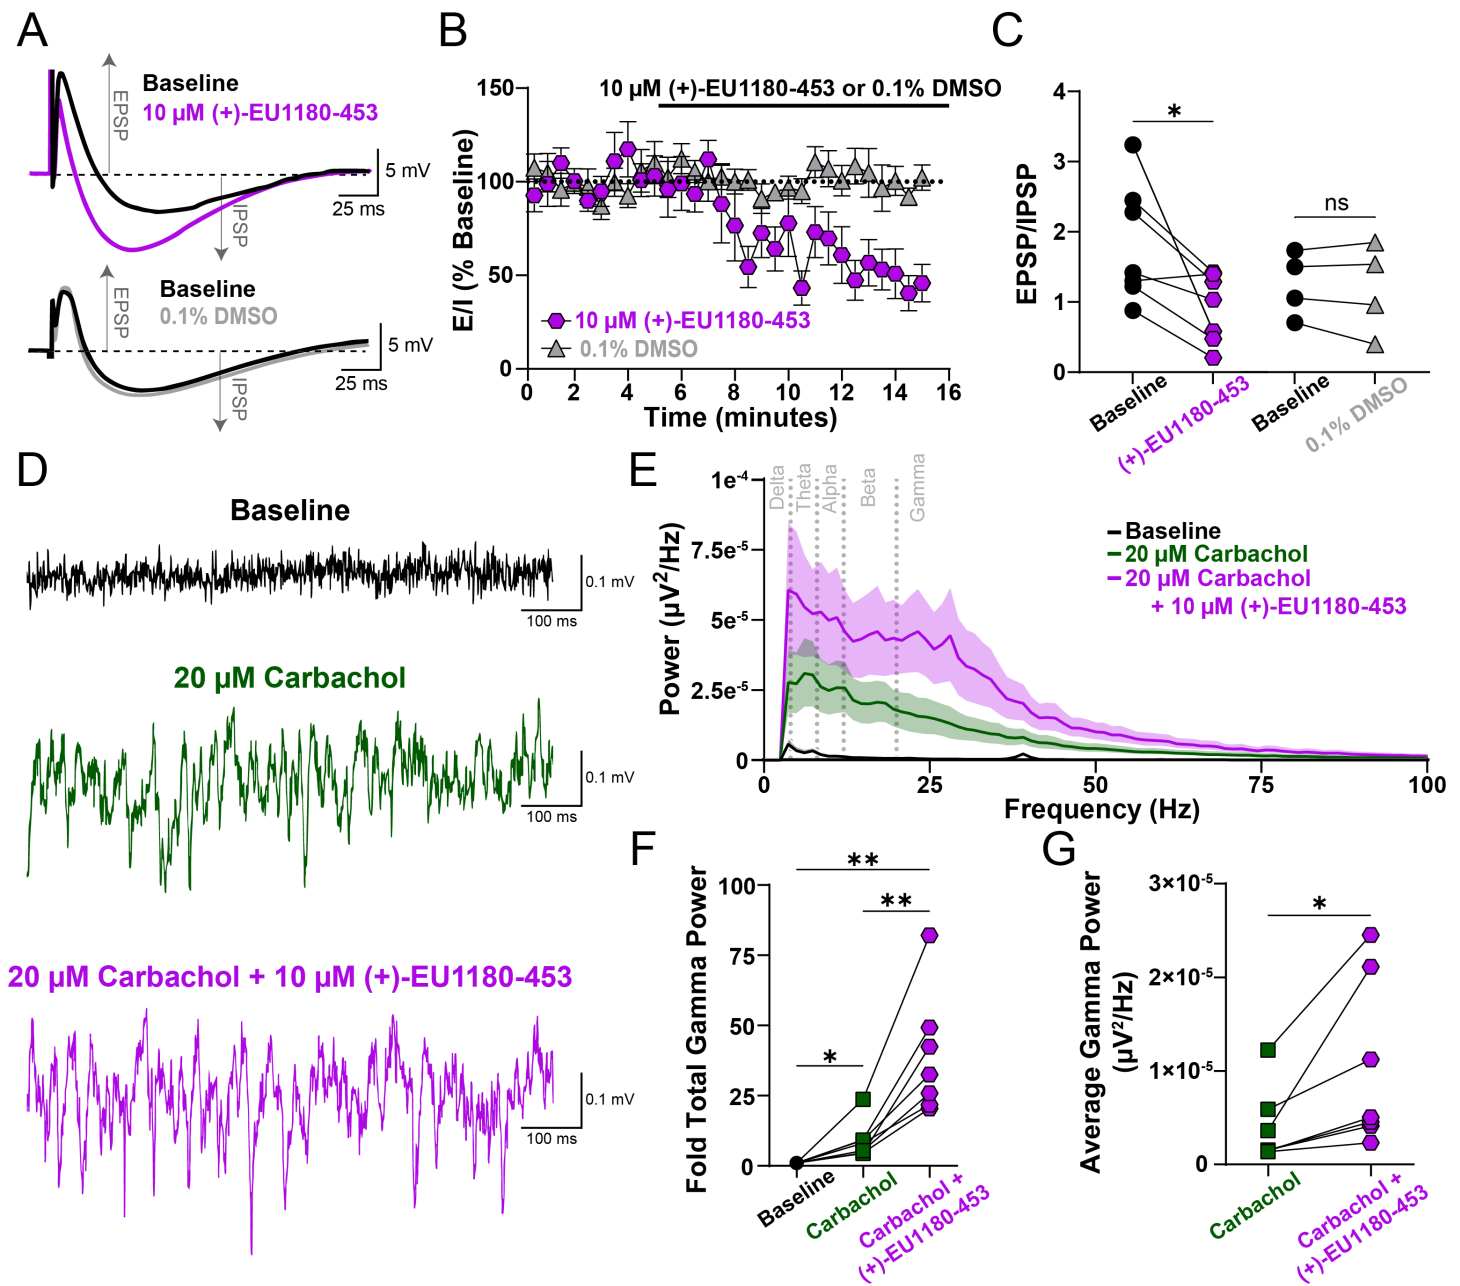 A
Baseline
10 µM (+)-EU1180-453
EPSP
5 mV
25 ms
IPSP
Baseline
0.1% DMSO
EPSP
5 mV
25 ms
IPSP
B
10 µM (+)-EU1180-453 or 0.1% DMSO
E/I (% Baseline)
150
100
50
0
10 µM (+)-EU1180-453
0.1% DMSO
0 2 4 6 8 10 12 14 16
Time (minutes)
C
EPSP/IPSP
4
3
2
1
0
*
ns
Baseline
(+)-EU1180-453
Baseline
0.1% DMSO
D
Baseline
0.1 mV
100 ms
20 µM Carbachol
0.1 mV
100 ms
20 µM Carbachol + 10 µM (+)-EU1180-453
0.1 mV
100 ms
E
Power (µV²/Hz)
1e-4
7.5e-5
5e-5
2.5e-5
0
Delta
Theta
Alpha
Beta
Gamma
Baseline
20 µM Carbachol
20 µM Carbachol
+ 10 µM (+)-EU1180-453
0 25 50 75 100
Frequency (Hz)
F
Fold Total Gamma Power
100
75
50
25
0
**
**
*
Baseline
Carbachol
Carbachol +
(+)-EU1180-453
G
Average Gamma Power
(µV²/Hz)
3×10-5
2×10-5
1×10-5
0
*
Carbachol
Carbachol +
(+)-EU1180-453